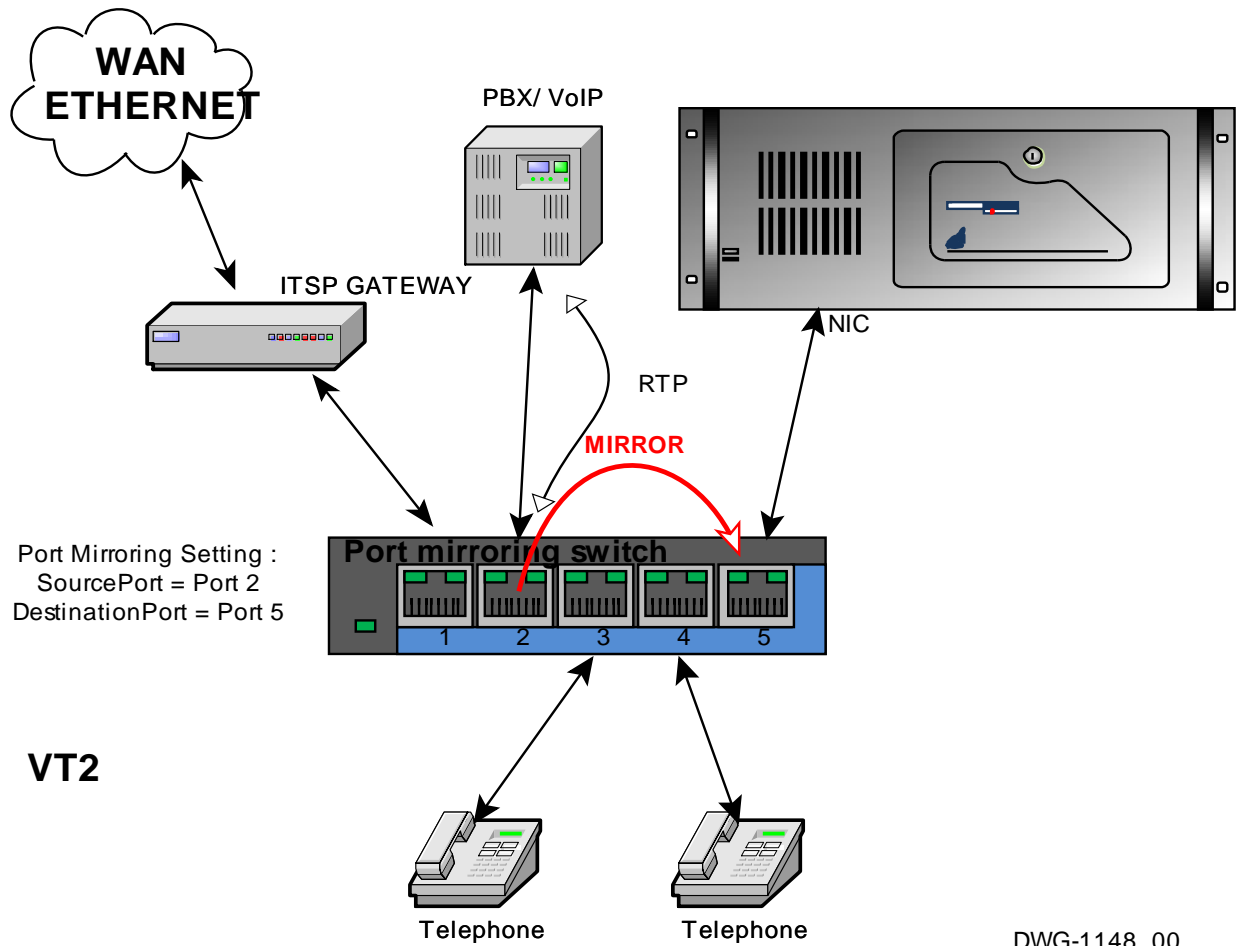 WAN
ETHERNET
PBX/ VoIP
ITSP GATEWAY
NIC
RTP
MIRROR
Port Mirroring Setting :
SourcePort = Port 2
DestinationPort = Port 5
Port mirroring switch
1 2 3 4 5
VT2
Telephone Telephone
DWG-1148_00